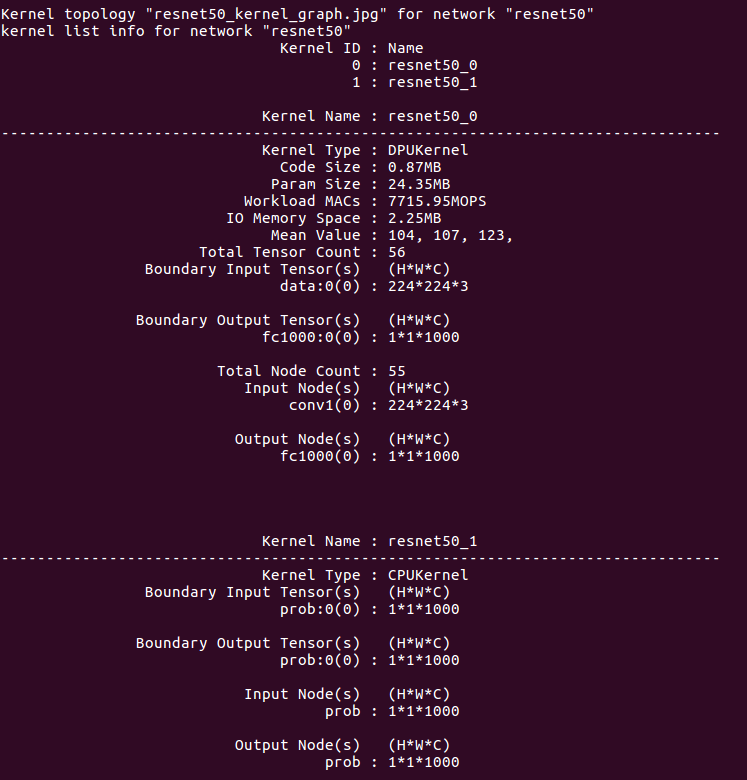 Kernel topology "resnet50_kernel_graph.jpg" for network "resnet50"
kernel list info for network "resnet50"
Kernel ID : Name
0 : resnet50_0
1 : resnet50_1
Kernel Name : resnet50_0
--------------------------------------------------------------------------------
Kernel Type : DPUKernel
Code Size : 0.87MB
Param Size : 24.35MB
Workload MACs : 7715.95MOPS
IO Memory Space : 2.25MB
Mean Value : 104, 107, 123,
Total Tensor Count : 56
Boundary Input Tensor(s) (H*W*C)
data:0(0) : 224*224*3
Boundary Output Tensor(s) (H*W*C)
fc1000:0(0) : 1*1*1000
Total Node Count : 55
Input Node(s) (H*W*C)
conv1(0) : 224*224*3
Output Node(s) (H*W*C)
fc1000(0) : 1*1*1000
Kernel Name : resnet50_1
--------------------------------------------------------------------------------
Kernel Type : CPUKernel
Boundary Input Tensor(s) (H*W*C)
prob:0(0) : 1*1*1000
Boundary Output Tensor(s) (H*W*C)
prob:0(0) : 1*1*1000
Input Node(s) (H*W*C)
prob : 1*1*1000
Output Node(s) (H*W*C)
prob : 1*1*1000